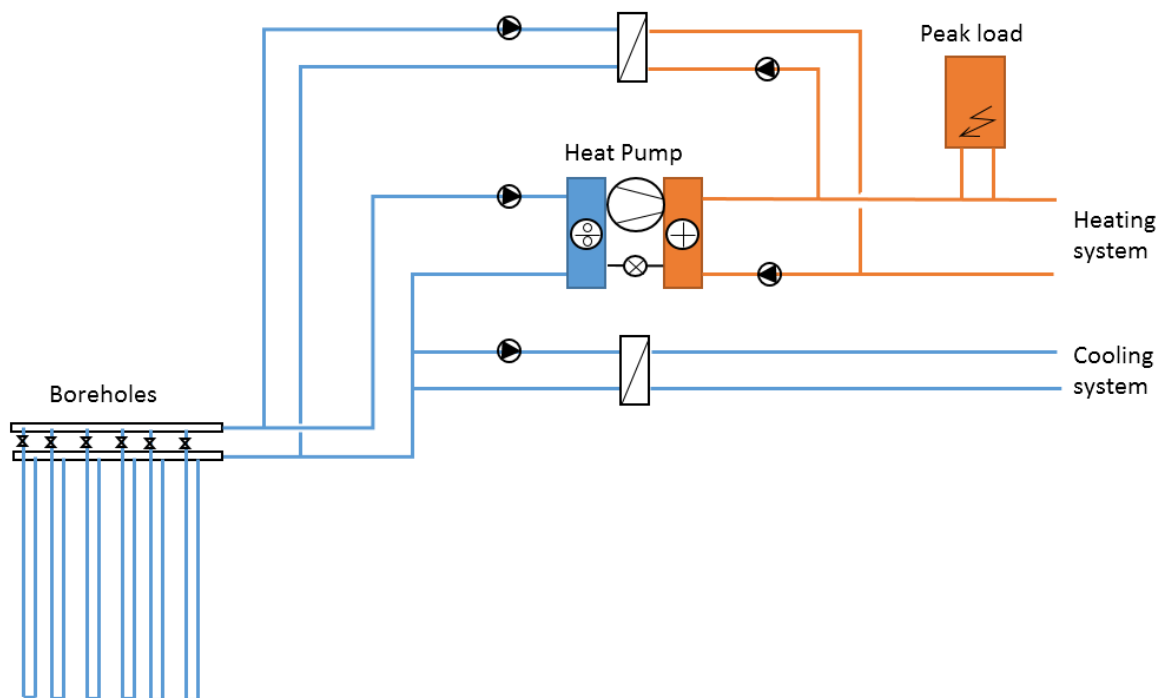 Peak load
Heat Pump
Heating
system
Cooling
system
Boreholes